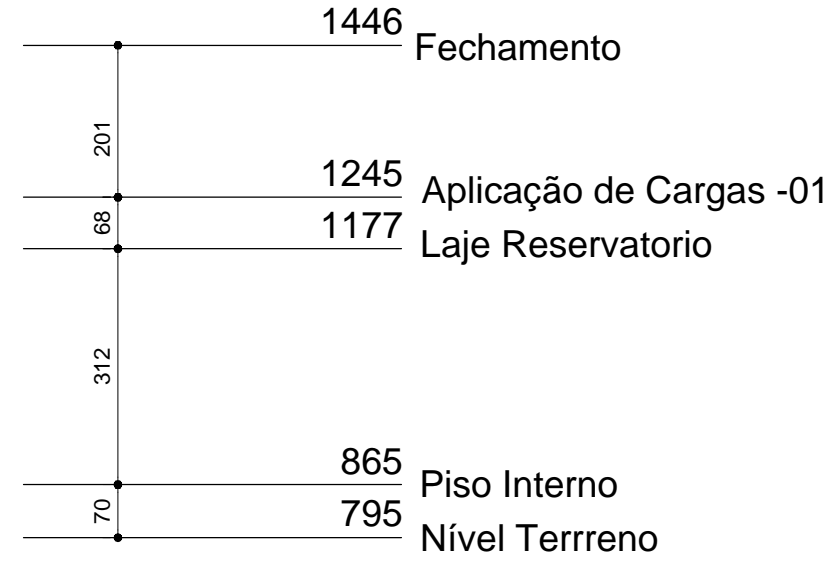 1446
Fechamento
201
1245
Aplicação de Cargas -01
68
1177
Laje Reservatorio
312
865
Piso Interno
70
795
Nível Terrreno